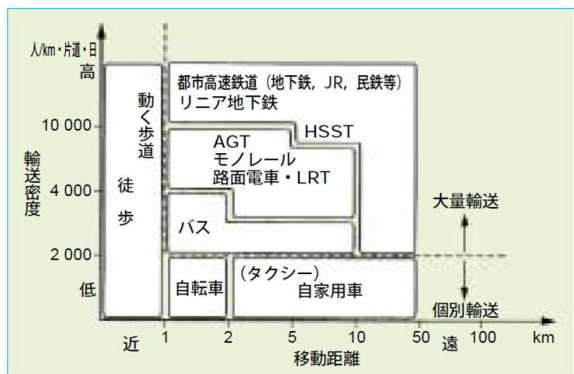 人/km・片道・日
高
10 000
4 000
2 000
低
輸送密度
徒歩
動く歩道
都市高速鉄道（地下鉄，JR，民鉄等）
リニア地下鉄
HSST
AGT
モノレール
路面電車・LRT
バス
自転車
（タクシー）
自家用車
大量輸送
個別輸送
近
1
2
5
10
50
遠
100
km
移動距離